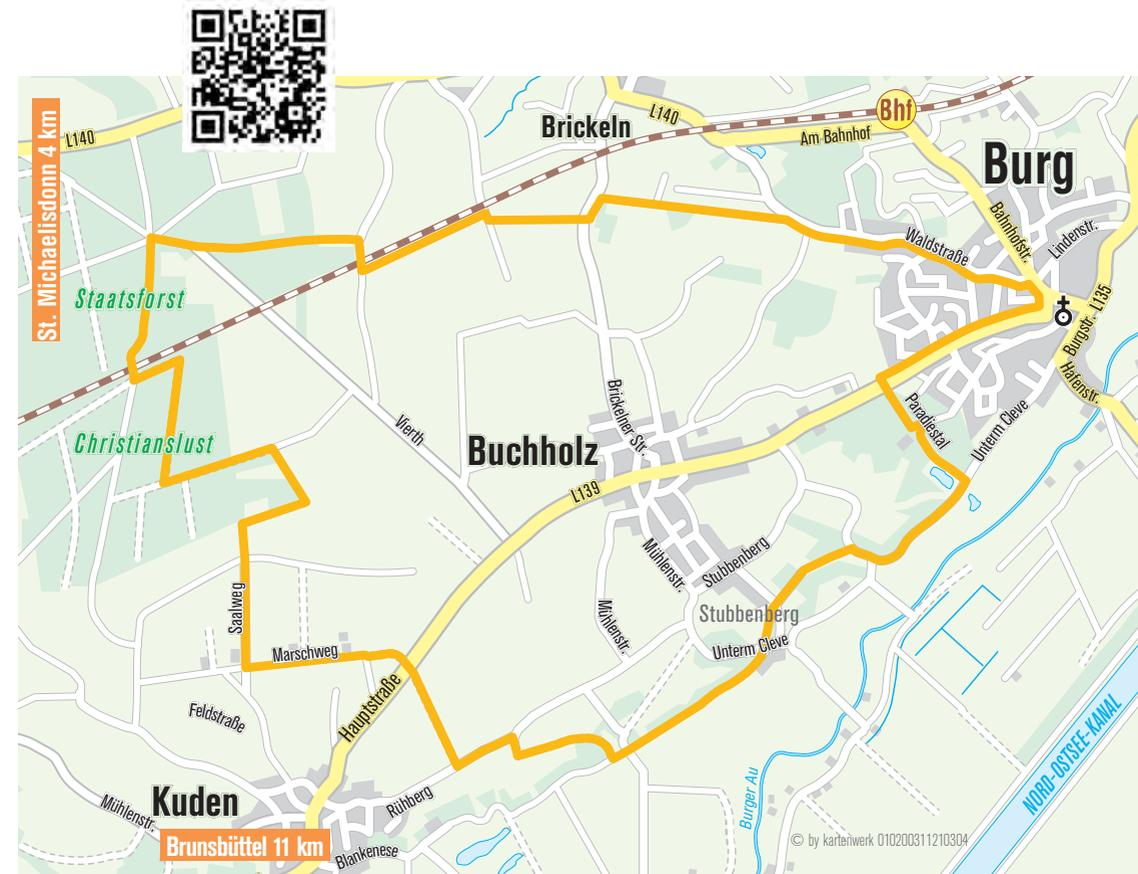 St. Michaelisdonn 4 km
L140
Brickeln
L140
Bhf
Am Bahnhof
Burg
Bahnhofstr.
Lindenstr.
Waldstraße
Burgstr.
L135
Hafenstr.
Staatsforst
Christianslust
Vierth
Brickelner Str.
Buchholz
L139
Paradiestal
Unterm Cleve
Mühlenstr.
Stubbenberg
Stubbenberg
Mühlenstr.
Unterm Cleve
Saalweg
Marschweg
Feldstraße
Hauptstraße
Kuden
Mühlenstr.
Rühberg
Brunsbüttel 11 km
Blankenese
Burger Au
NORD-OSTSEE-KANAL
© by kartenwerk 010200311210304